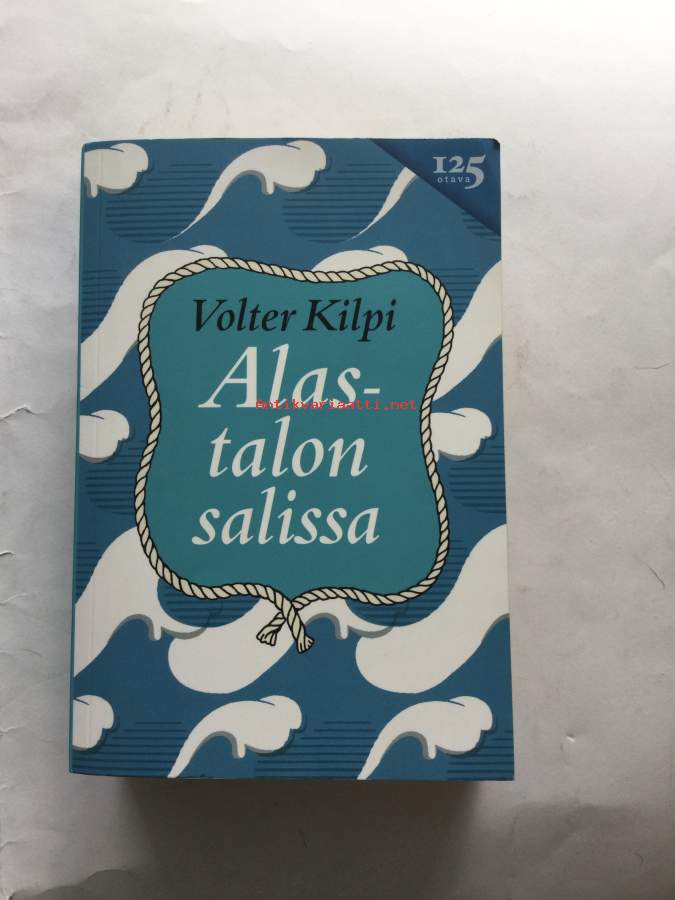 125
otava
Volter Kilpi
Alas-
Antikvariaatti.net
talon
salissa